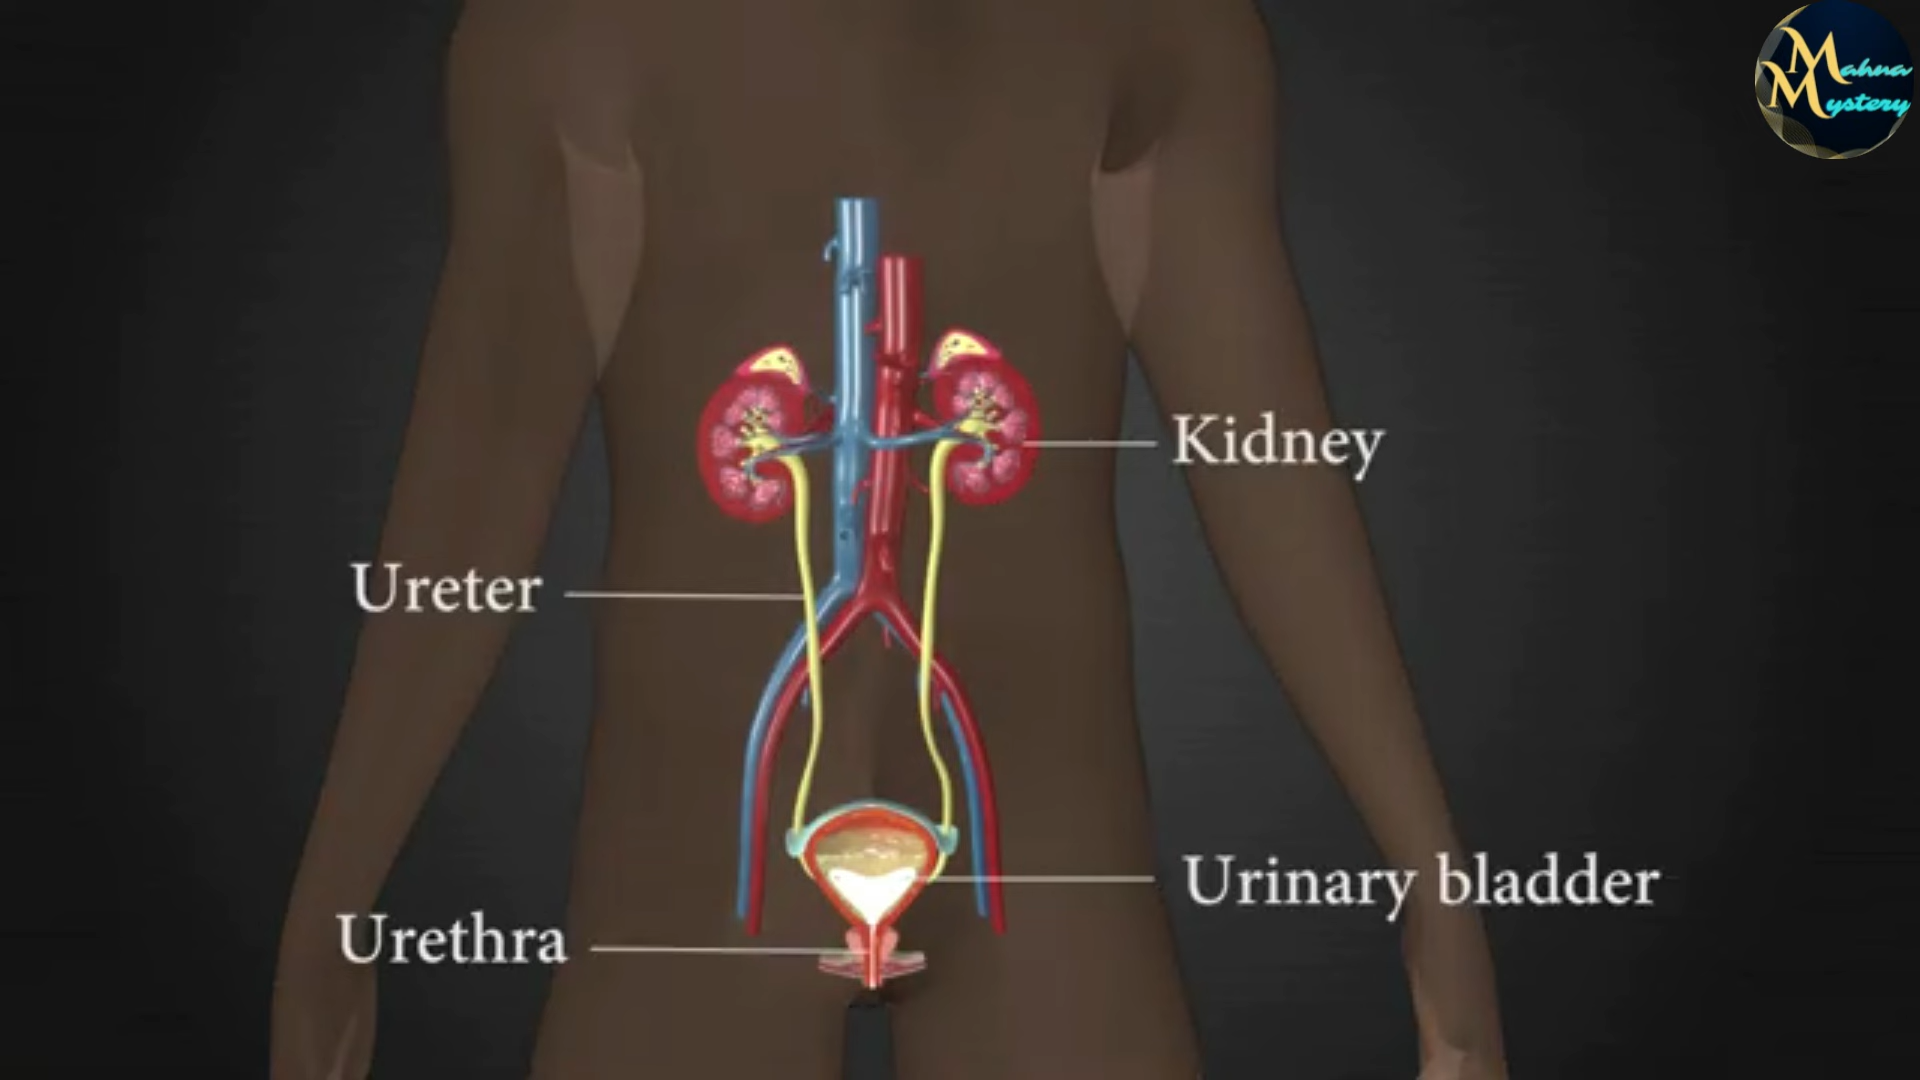 Mahna
Mystery
Kidney
Ureter
Urinary bladder
Urethra